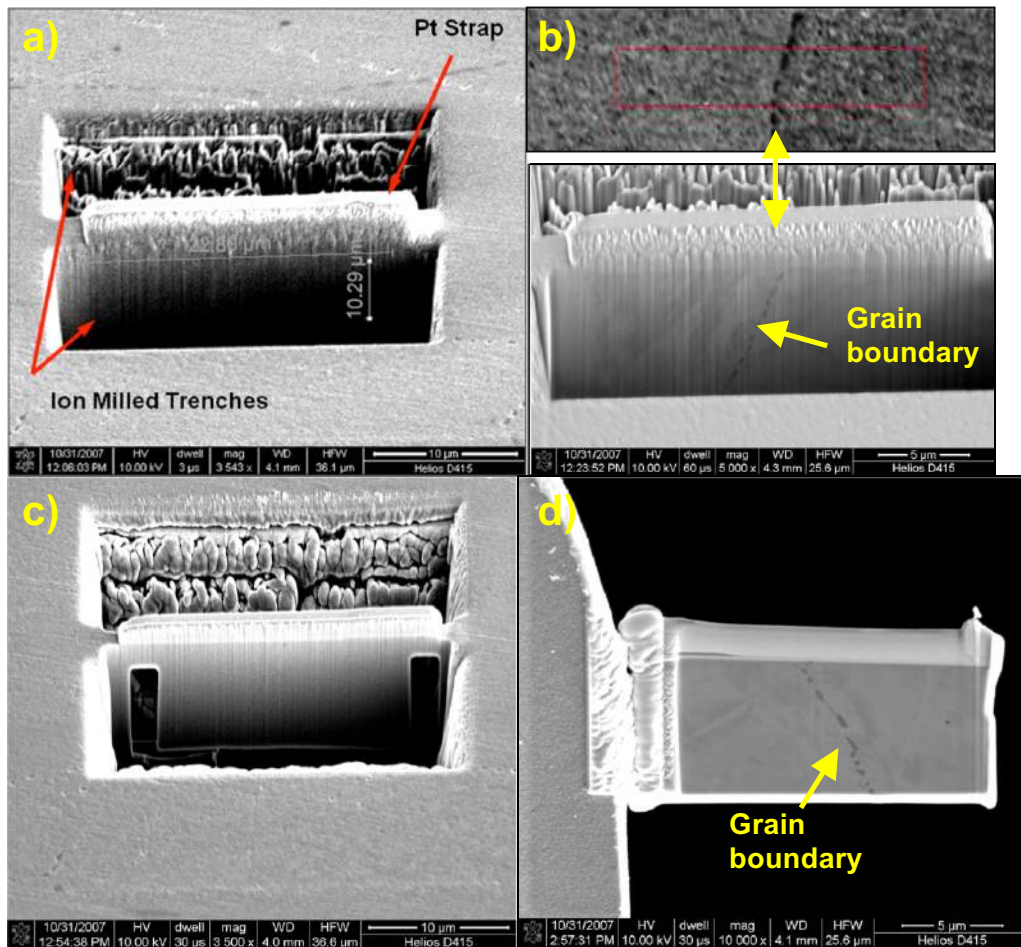 a)
Pt Strap
22.86 µm
10.29 µm
Ion Milled Trenches
10/31/2007 HV dwell mag WD HFW 10 µm
12:06:03 PM 10.00 kV 3 µs 3 543 x 4.1 mm 36.1 µm Helios D415
b)
Grain
boundary
10/31/2007 HV dwell mag WD HFW 5 µm
12:23:52 PM 10.00 kV 60 µs 5 000 x 4.3 mm 25.6 µm Helios D415
c)
10/31/2007 HV dwell mag WD HFW 10 µm
12:54:38 PM 10.00 kV 30 µs 3 500 x 4.0 mm 36.6 µm Helios D415
d)
Grain
boundary
10/31/2007 HV dwell mag WD HFW 5 µm
2:57:31 PM 10.00 kV 30 µs 10 000 x 4.1 mm 25.6 µm Helios D415